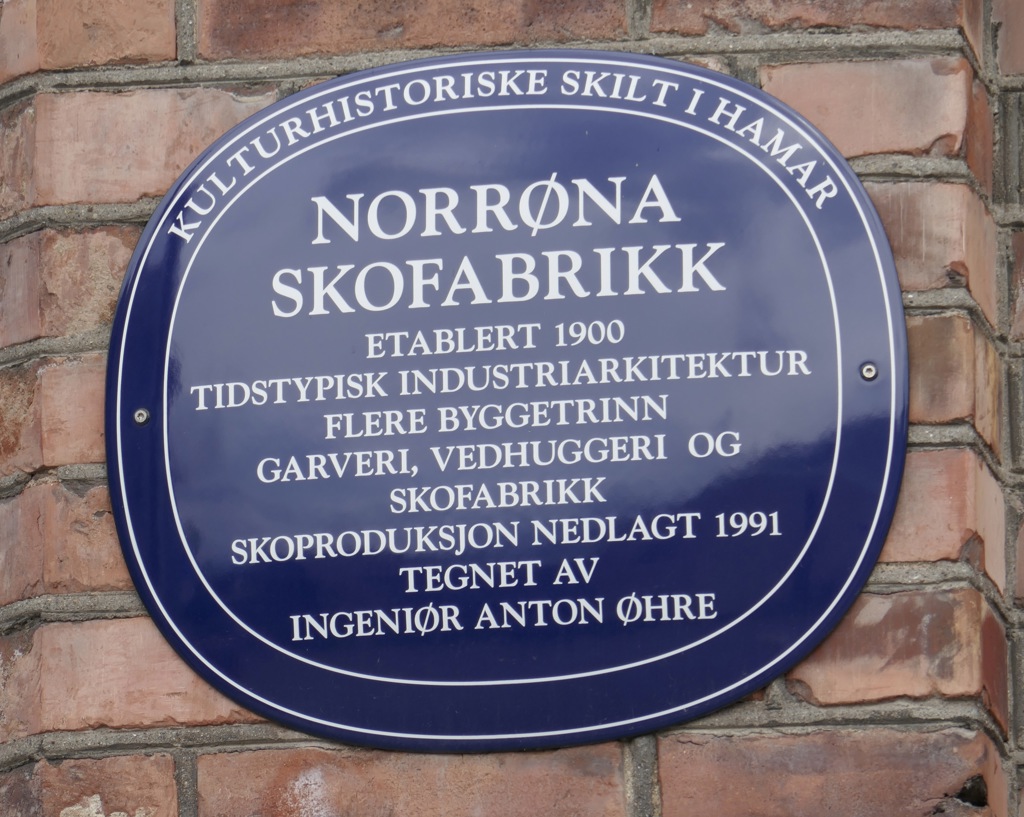 KULTURHISTORISKE SKILT I HAMAR
NORRØNA
SKOFABRIKK
ETABLERT 1900
TIDSTYPISK INDUSTRIARKITEKTUR
FLERE BYGGETRINN
GARVERI, VEDHUGGERI OG
SKOFABRIKK
SKOPRODUKSJON NEDLAGT 1991
TEGNET AV
INGENIØR ANTON ØHRE